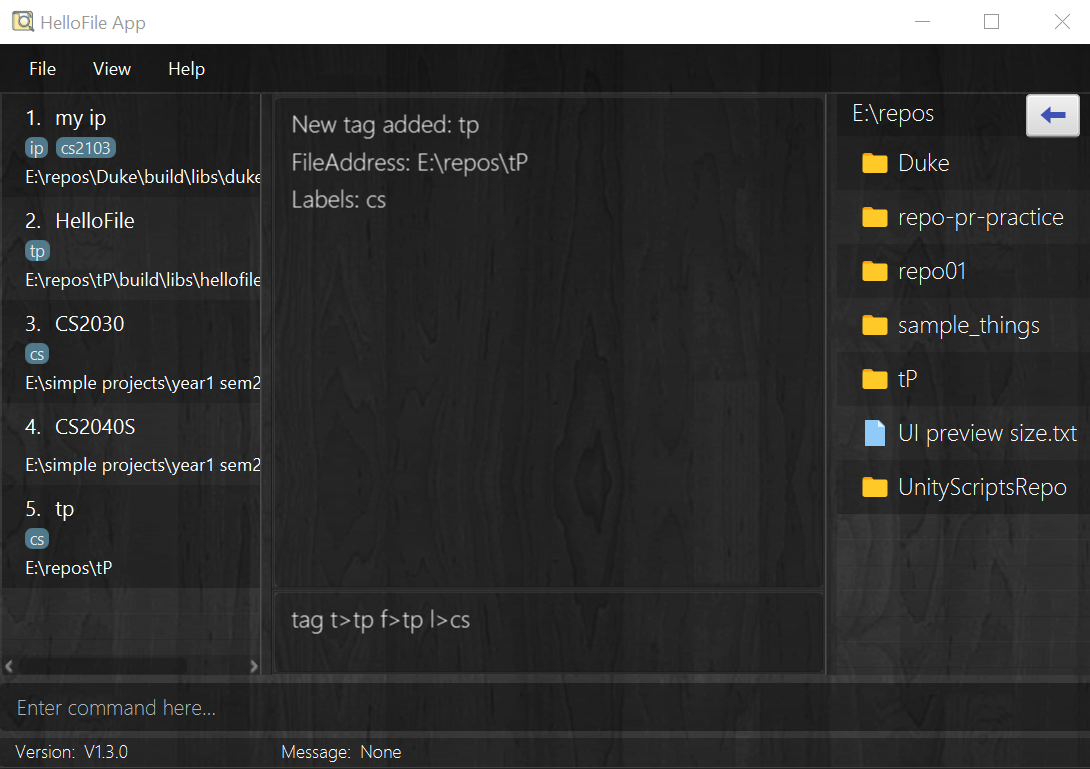 HelloFile App
File View Help
1. my ip
ip cs2103
E:\repos\Duke\build\libs\duke
2. HelloFile
tp
E:\repos\tP\build\libs\hellofile
3. CS2030
cs
E:\simple projects\year1 sem2
4. CS2040S
E:\simple projects\year1 sem2
5. tp
cs
E:\repos\tP
New tag added: tp
FileAddress: E:\repos\tP
Labels: cs
tag t>tp f>tp l>cs
E:\repos
Duke
repo-pr-practice
repo01
sample_things
tP
UI preview size.txt
UnityScriptsRepo
Enter command here...
Version: V1.3.0
Message: None